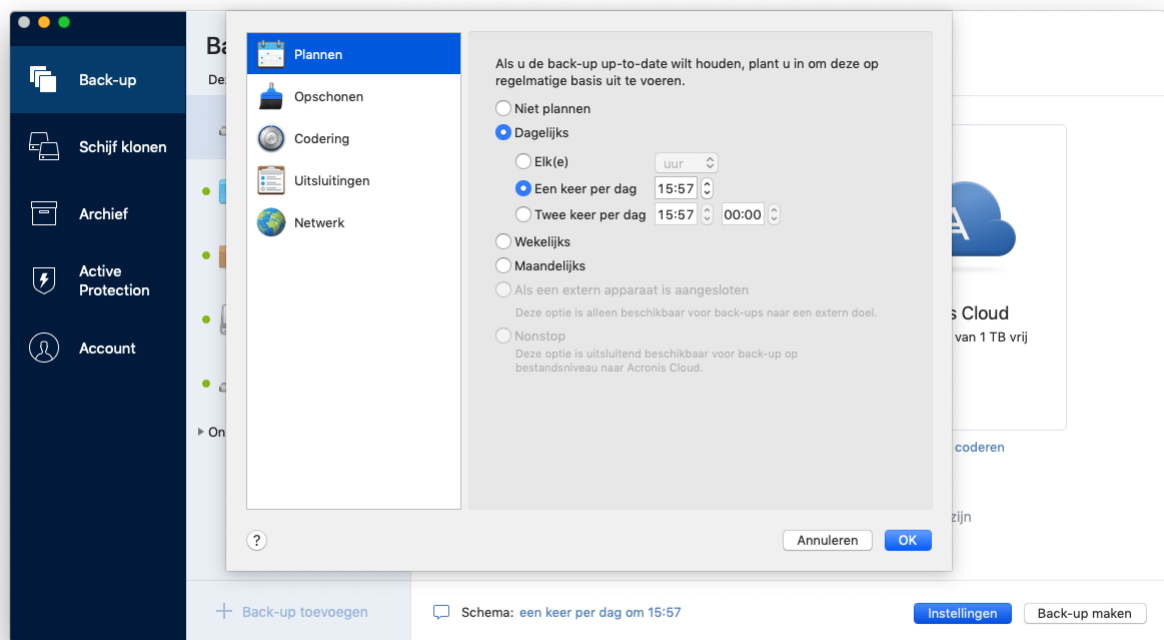 Back-up
Schijf klonen
Archief
Active
Protection
Account
Plannen
Opschonen
Codering
Uitsluitingen
Netwerk
Als u de back-up up-to-date wilt houden, plant u in om deze op
regelmatige basis uit te voeren.
Niet plannen
Dagelijks
Elk(e) uur
Een keer per dag 15:57
Twee keer per dag 15:57 00:00
Wekelijks
Maandelijks
Als een extern apparaat is aangesloten
Deze optie is alleen beschikbaar voor back-ups naar een extern doel.
Nonstop
Deze optie is uitsluitend beschikbaar voor back-up op
bestandsniveau naar Acronis Cloud.
? Annuleren OK
Ba
De
On
s Cloud
van 1 TB vrij
coderen
zijn
Back-up toevoegen
Schema: een keer per dag om 15:57
Instellingen Back-up maken